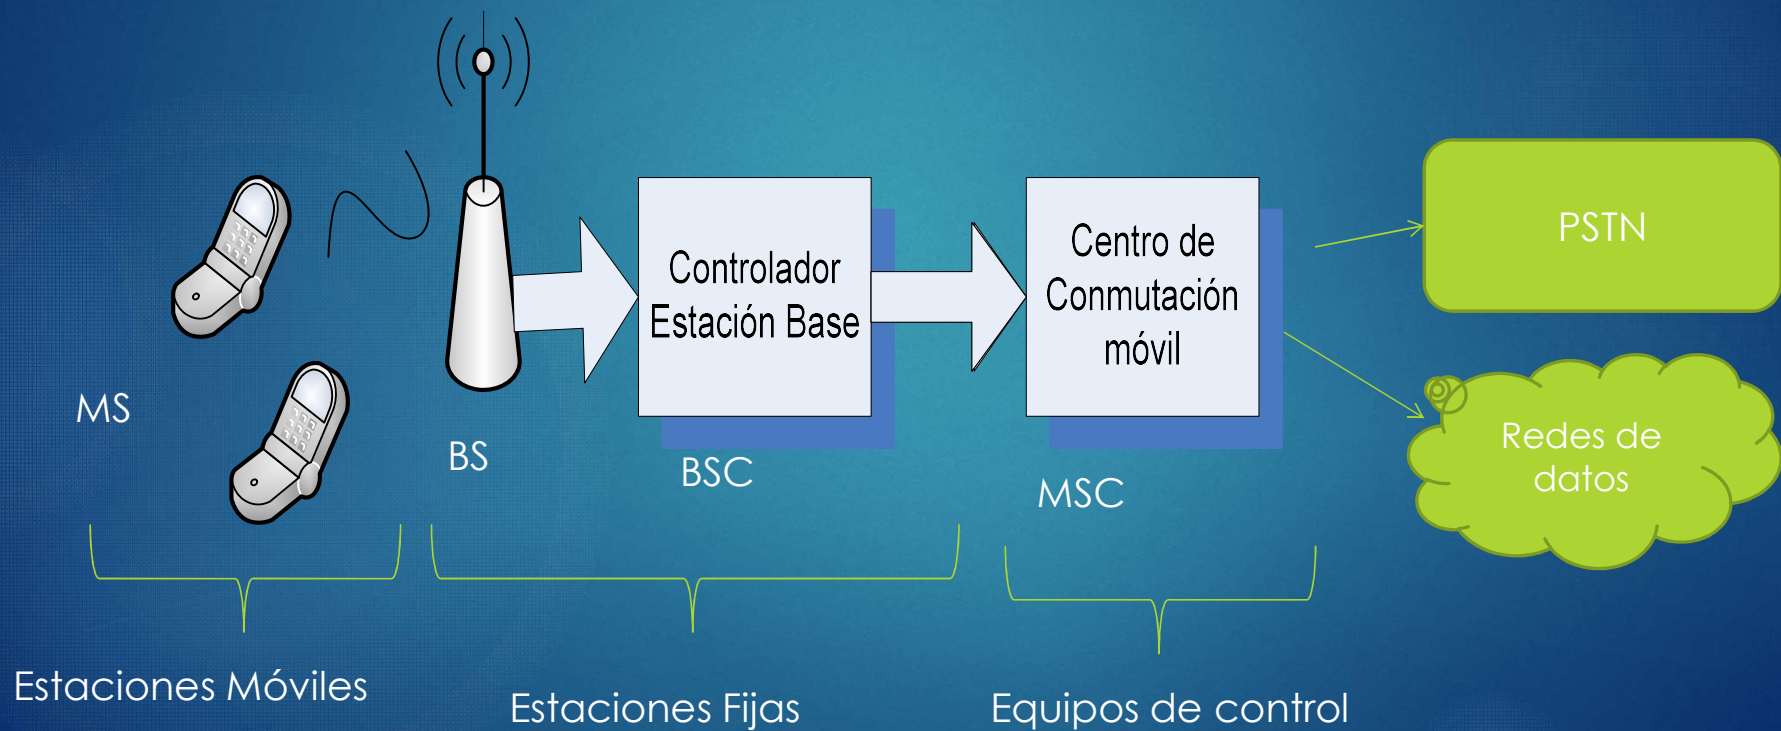 PSTN
Centro de
Conmutación
móvil
Controlador
Estación Base
Redes de
datos
MS
BS
BSC
MSC
Estaciones Móviles
Estaciones Fijas
Equipos de control